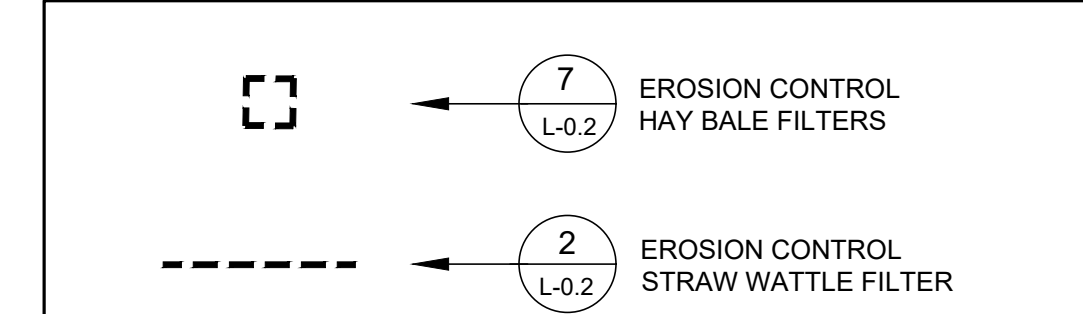 7
L-0.2
EROSION CONTROL
HAY BALE FILTERS
2
L-0.2
EROSION CONTROL
STRAW WATTLE FILTER